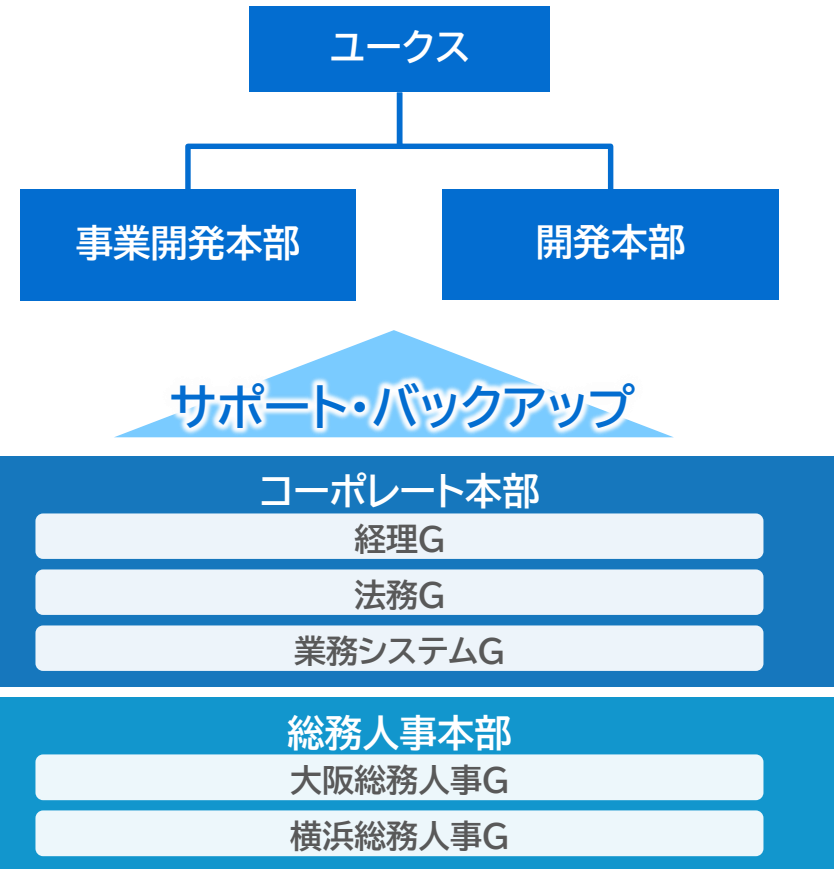 ユークス
事業開発本部
開発本部
サポート・バックアップ
コーポレート本部
経理G
法務G
業務システムG
総務人事本部
大阪総務人事G
横浜総務人事G